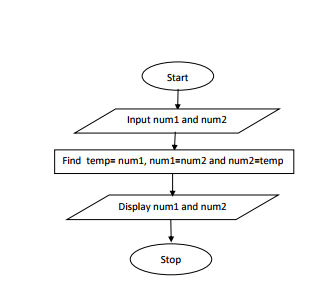 Start
Input num1 and num2
Find temp= num1, num1=num2 and num2=temp
Display num1 and num2
Stop